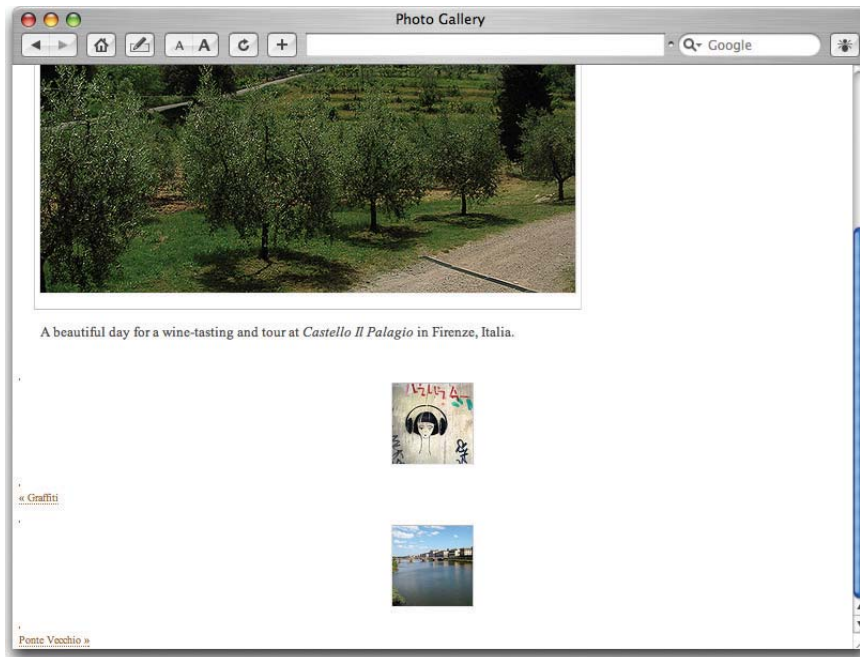 Photo Gallery
A A
Google
A beautiful day for a wine-tasting and tour at Castello Il Palagio in Firenze, Italia.
« Graffiti
Ponte Vecchio »